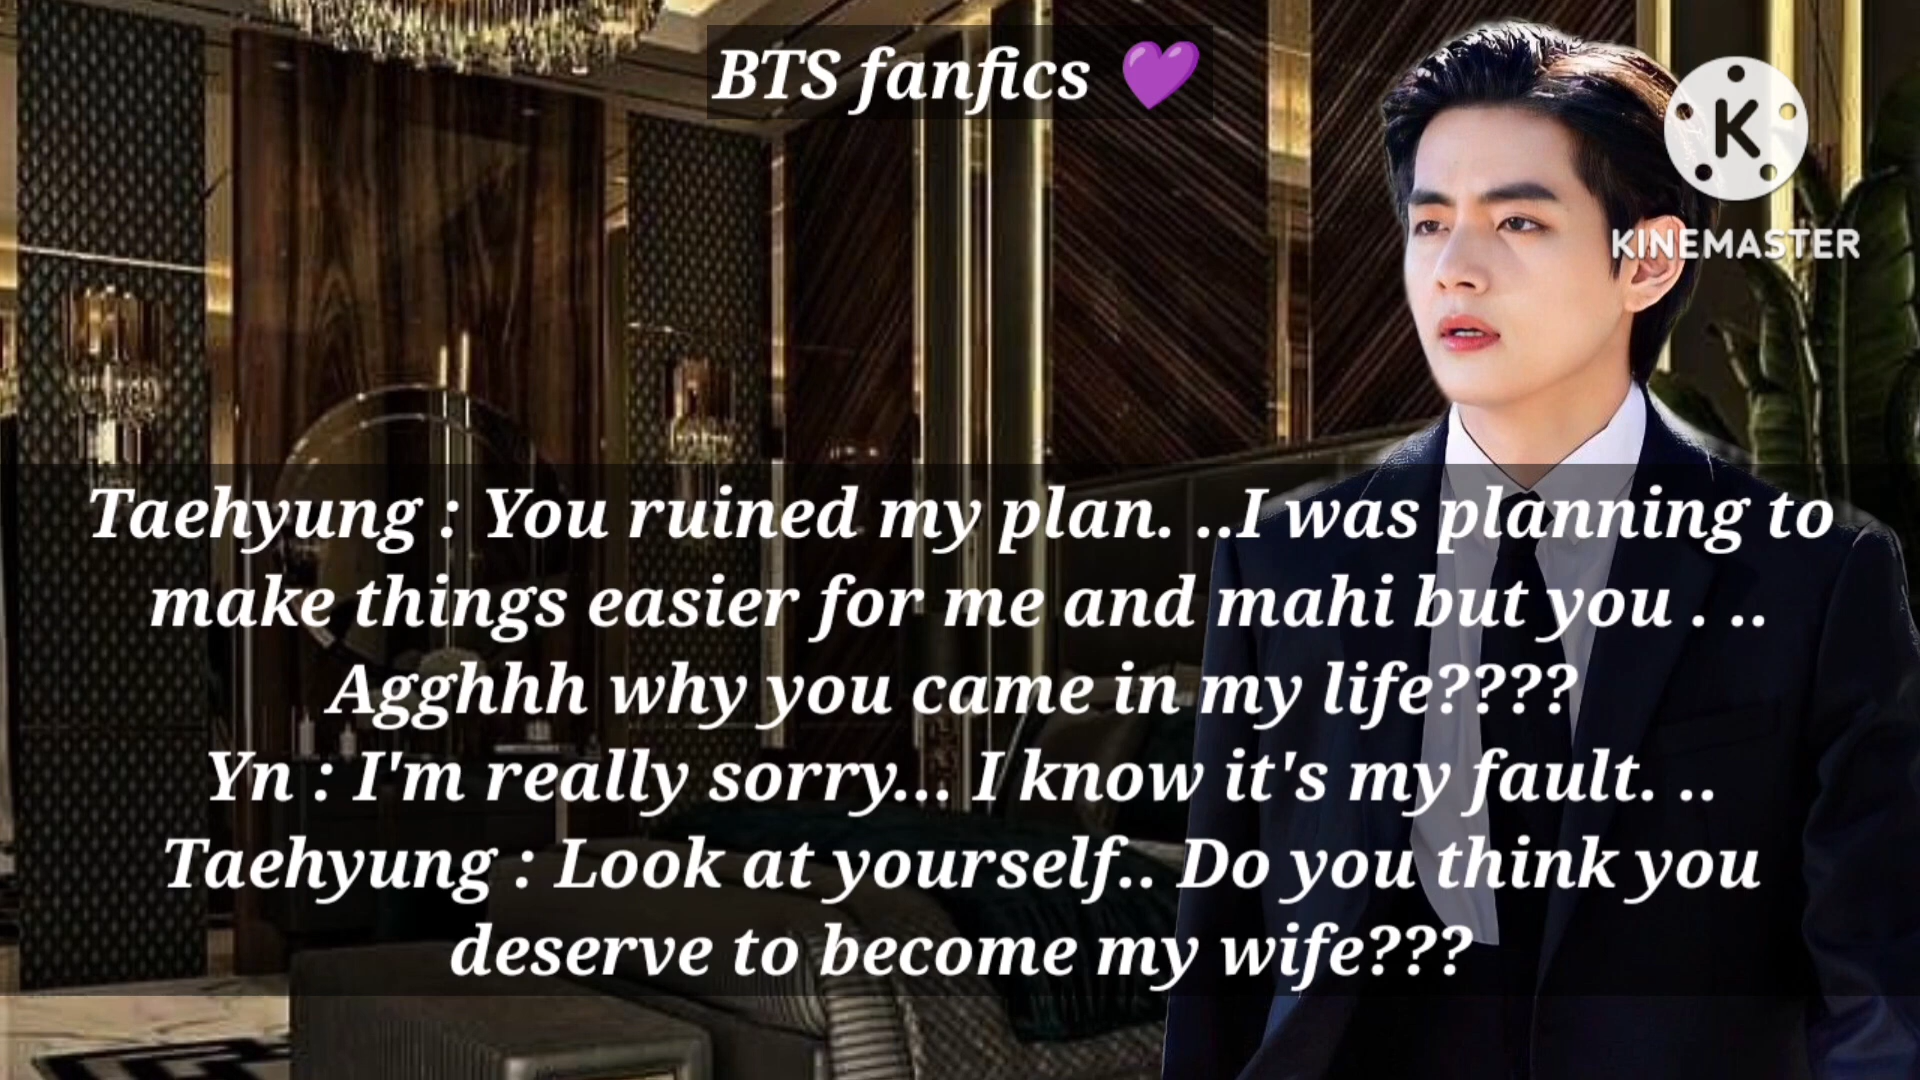 BTS fanfics 💜
K
KINEMASTER
Taehyung : You ruined my plan. ..I was planning to
make things easier for me and mahi but you . ..
Agghhh why you came in my life????
Yn : I'm really sorry... I know it's my fault. ..
Taehyung : Look at yourself.. Do you think you
deserve to become my wife???